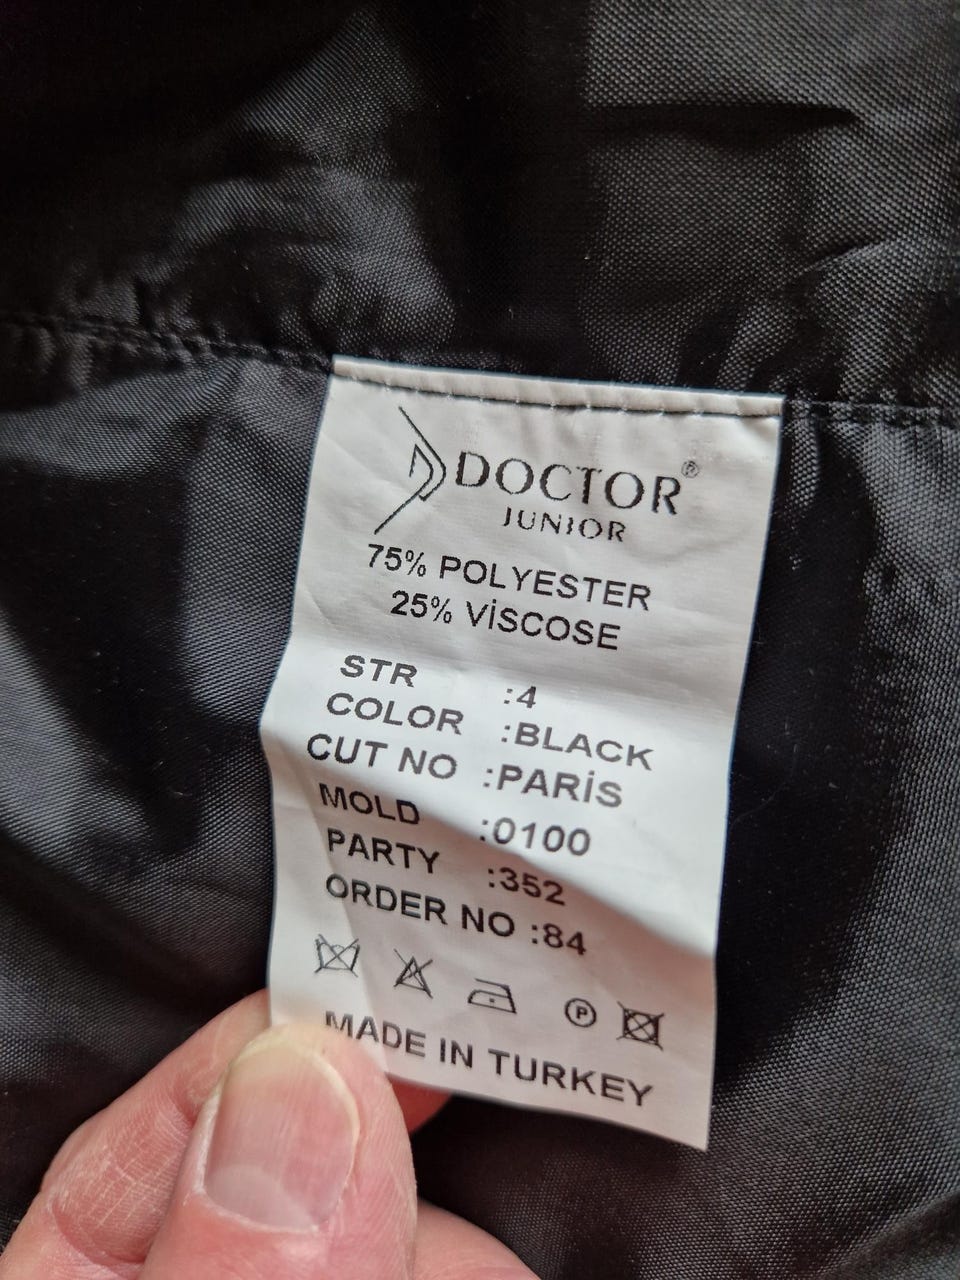 DOCTOR®
JUNIOR
75% POLYESTER
25% VİSCOSE
STR :4
COLOR :BLACK
CUT NO :PARİS
MOLD :0100
PARTY :352
ORDER NO :84
P
MADE IN TURKEY